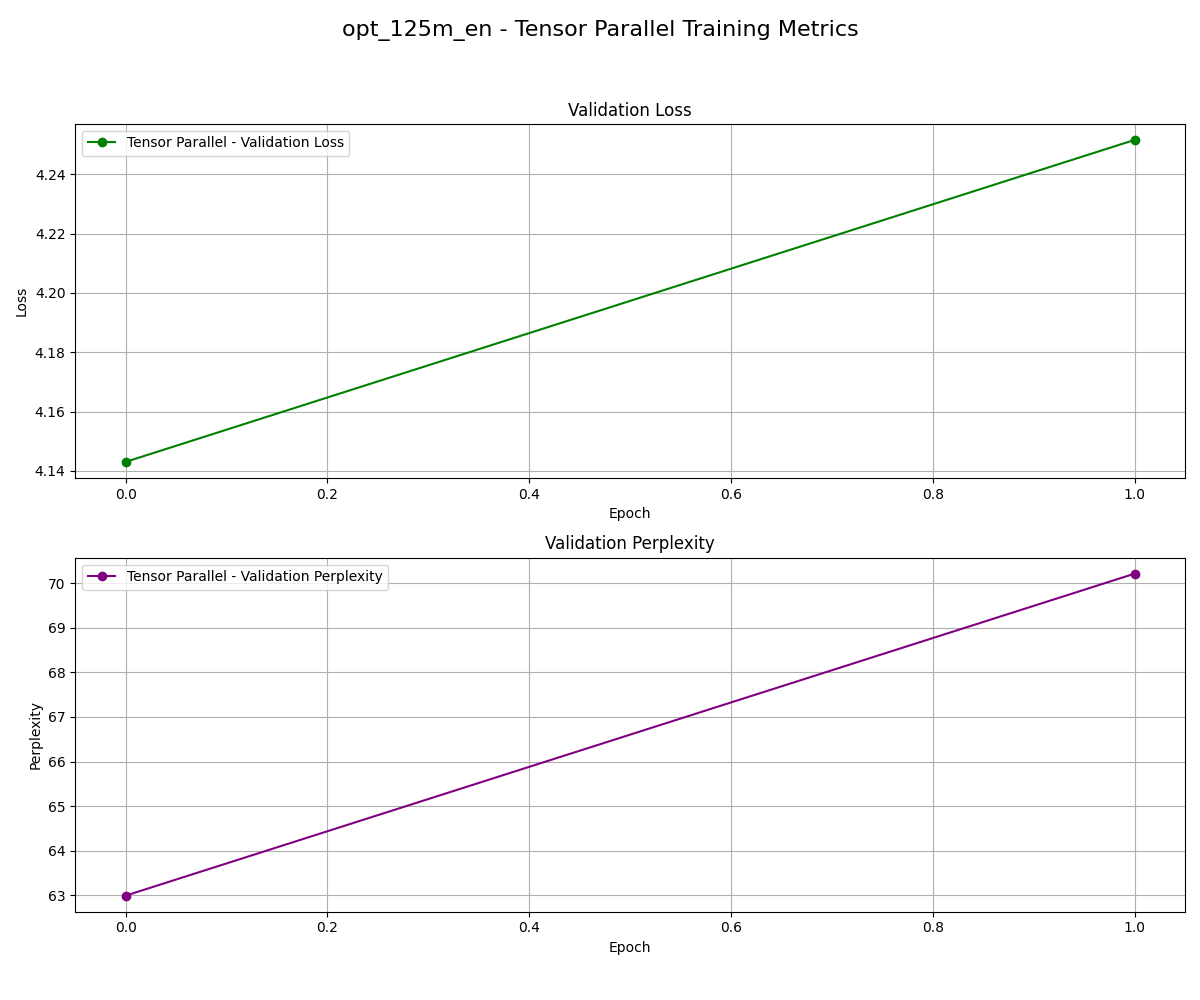 opt_125m_en - Tensor Parallel Training Metrics
Validation Loss
Tensor Parallel - Validation Loss
4.24
4.22
4.20
4.18
4.16
4.14
Loss
0.0 0.2 0.4 0.6 0.8 1.0
Epoch
Validation Perplexity
Tensor Parallel - Validation Perplexity
70
69
68
67
66
65
64
63
Perplexity
0.0 0.2 0.4 0.6 0.8 1.0
Epoch